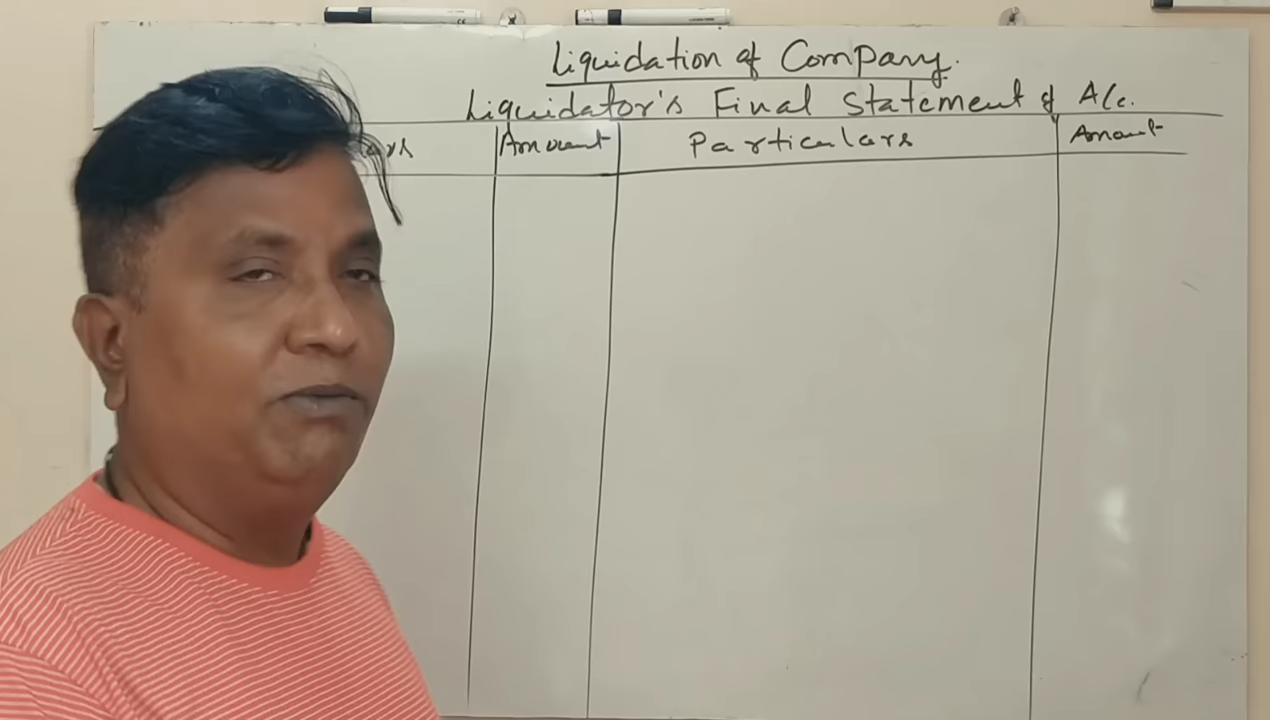 Liquidation of Company.
Liquidator's Final Statement of A/c.
Amount Particulars Amount